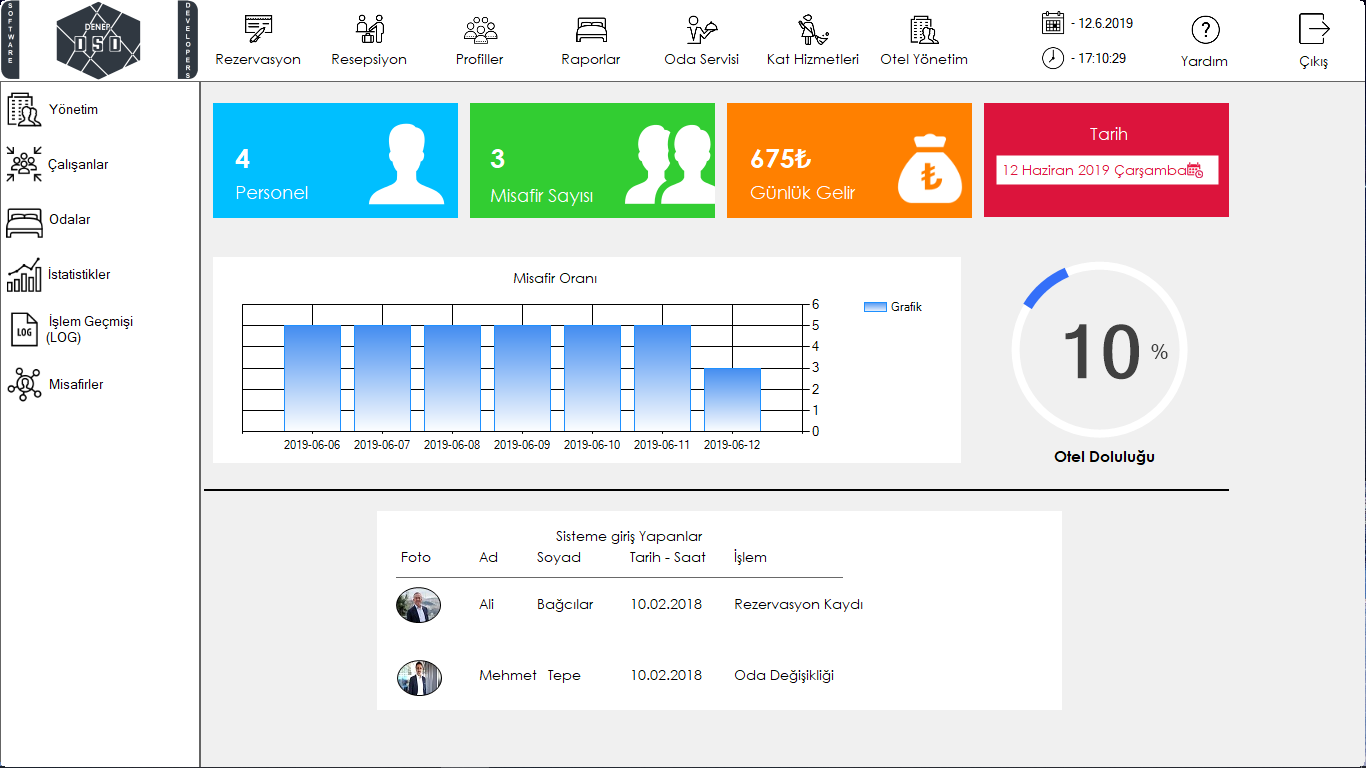 SOFTWARE
DENEP
DSD
DEVELOPERS
Rezervasyon
Resepsiyon
Profiller
Raporlar
Oda Servisi
Kat Hizmetleri
Otel Yönetim
- 12.6.2019
- 17:10:29
?
Yardım
Çıkış
Yönetim
Çalışanlar
Odalar
İstatistikler
LOG
İşlem Geçmişi
(LOG)
Misafirler
4
Personel
3
Misafir Sayısı
675₺
Günlük Gelir
₺
Tarih
12 Haziran 2019 Çarşamba
Misafir Oranı
6
5
4
3
2
1
0
2019-06-06 2019-06-07 2019-06-08 2019-06-09 2019-06-10 2019-06-11 2019-06-12
Grafik
10 %
Otel Doluluğu
Sisteme giriş Yapanlar
Foto Ad Soyad Tarih - Saat İşlem
Ali Bağcılar 10.02.2018 Rezervasyon Kaydı
Mehmet Tepe 10.02.2018 Oda Değişikliği